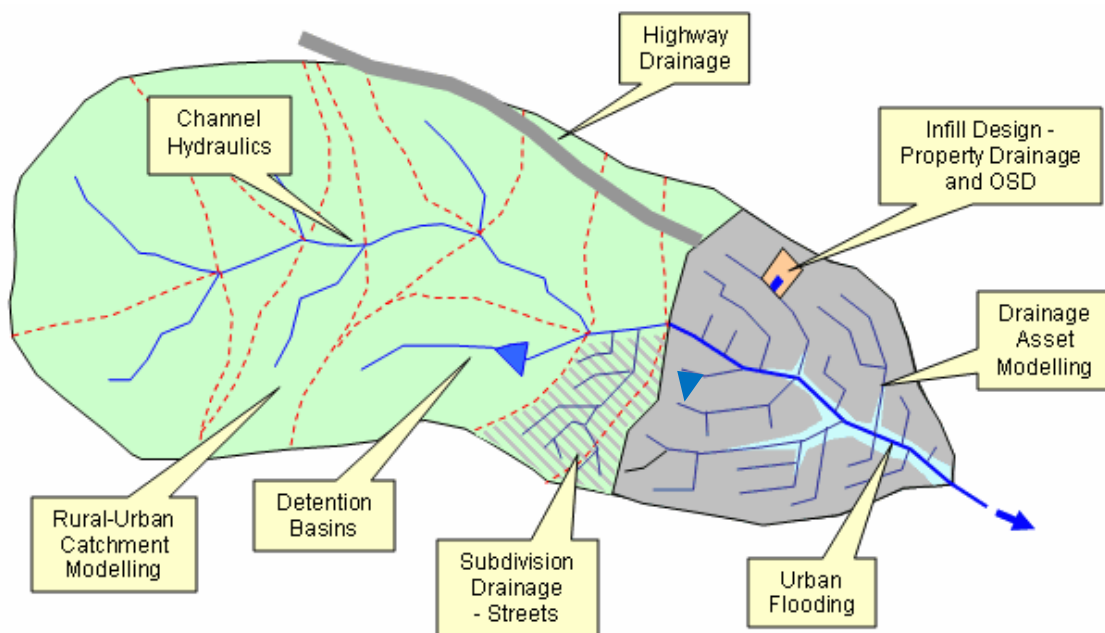 Highway
Drainage
Channel
Hydraulics
Infill Design -
Property Drainage
and OSD
Drainage
Asset
Modelling
Rural-Urban
Catchment
Modelling
Detention
Basins
Subdivision
Drainage
- Streets
Urban
Flooding